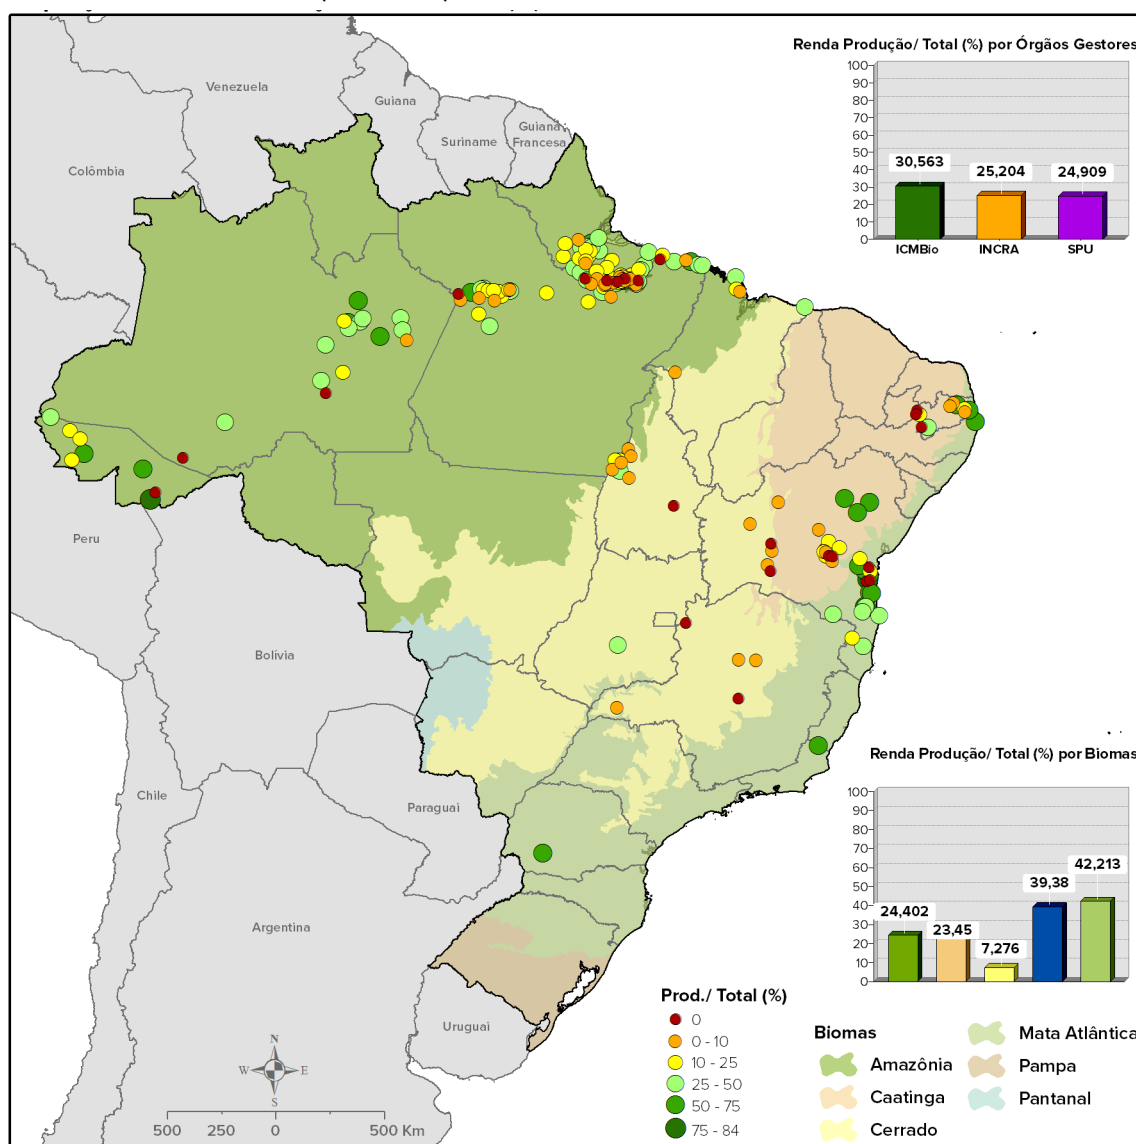 Renda Produção/ Total (%) por Órgãos Gestores
100
90
80
70
60
50
40
30
20
10
0
30,563
25,204
24,909
ICMBio
INCRA
SPU
Venezuela
Guiana
Suriname
Guiana
Francesa
Colômbia
Peru
Bolívia
Chile
Paraguai
Argentina
Uruguai
Renda Produção/ Total (%) por Biomas
100
90
80
70
60
50
40
30
20
10
0
24,402
23,45
7,276
39,38
42,213
Prod./ Total (%)
0
0 - 10
10 - 25
25 - 50
50 - 75
75 - 84
Biomas
Amazônia
Caatinga
Cerrado
Mata Atlântica
Pampa
Pantanal
N
W
E
S
500
250
0
500 Km